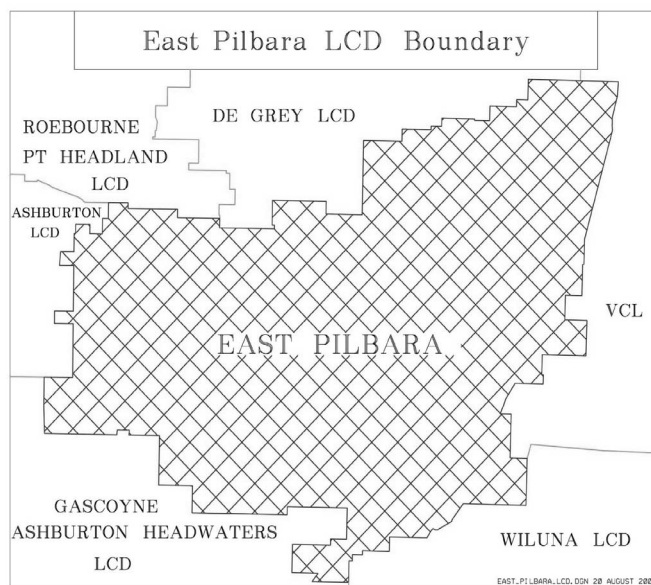 East Pilbara LCD Boundary
DE GREY LCD
ROEBOURNE
PT HEADLAND
LCD
ASHBURTON
LCD
VCL
EAST PILBARA
GASCOYNE
ASHBURTON HEADWATERS
LCD
WILUNA LCD
EAST_PILBARA_LCD.DGN 20 AUGUST